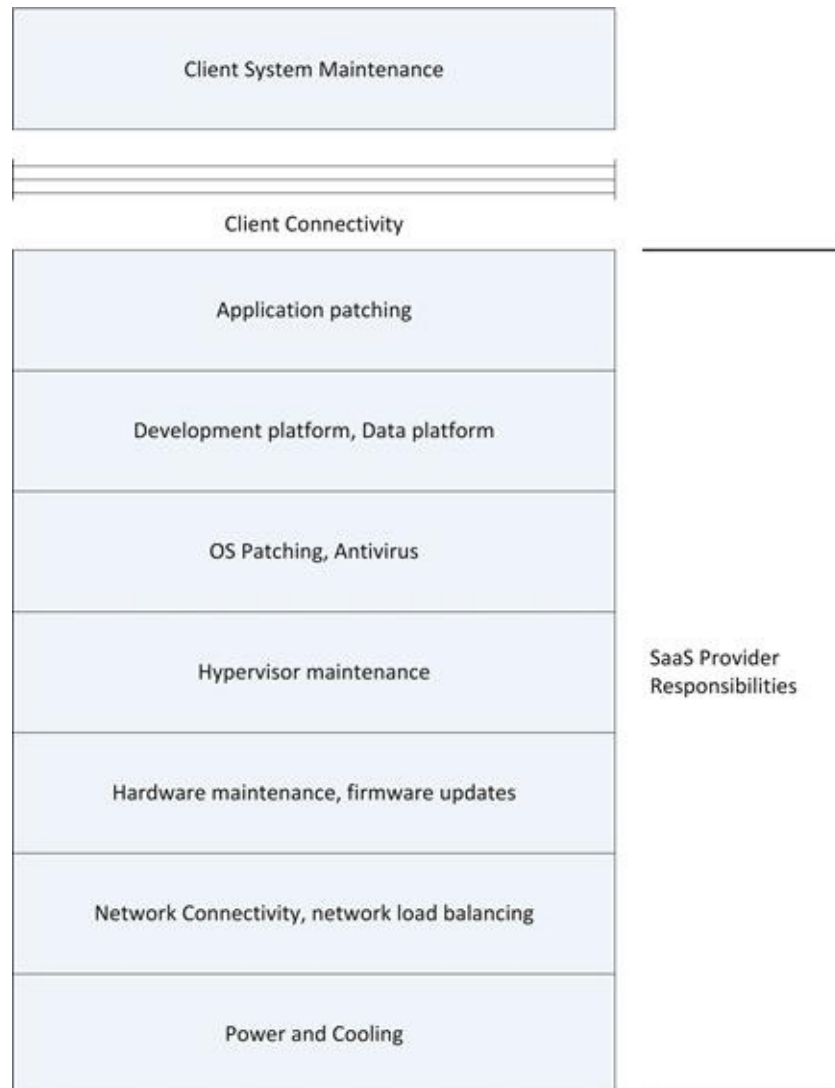 Client System Maintenance
Client Connectivity
Application patching
Development platform, Data platform
OS Patching, Antivirus
Hypervisor maintenance
SaaS Provider
Responsibilities
Hardware maintenance, firmware updates
Network Connectivity, network load balancing
Power and Cooling